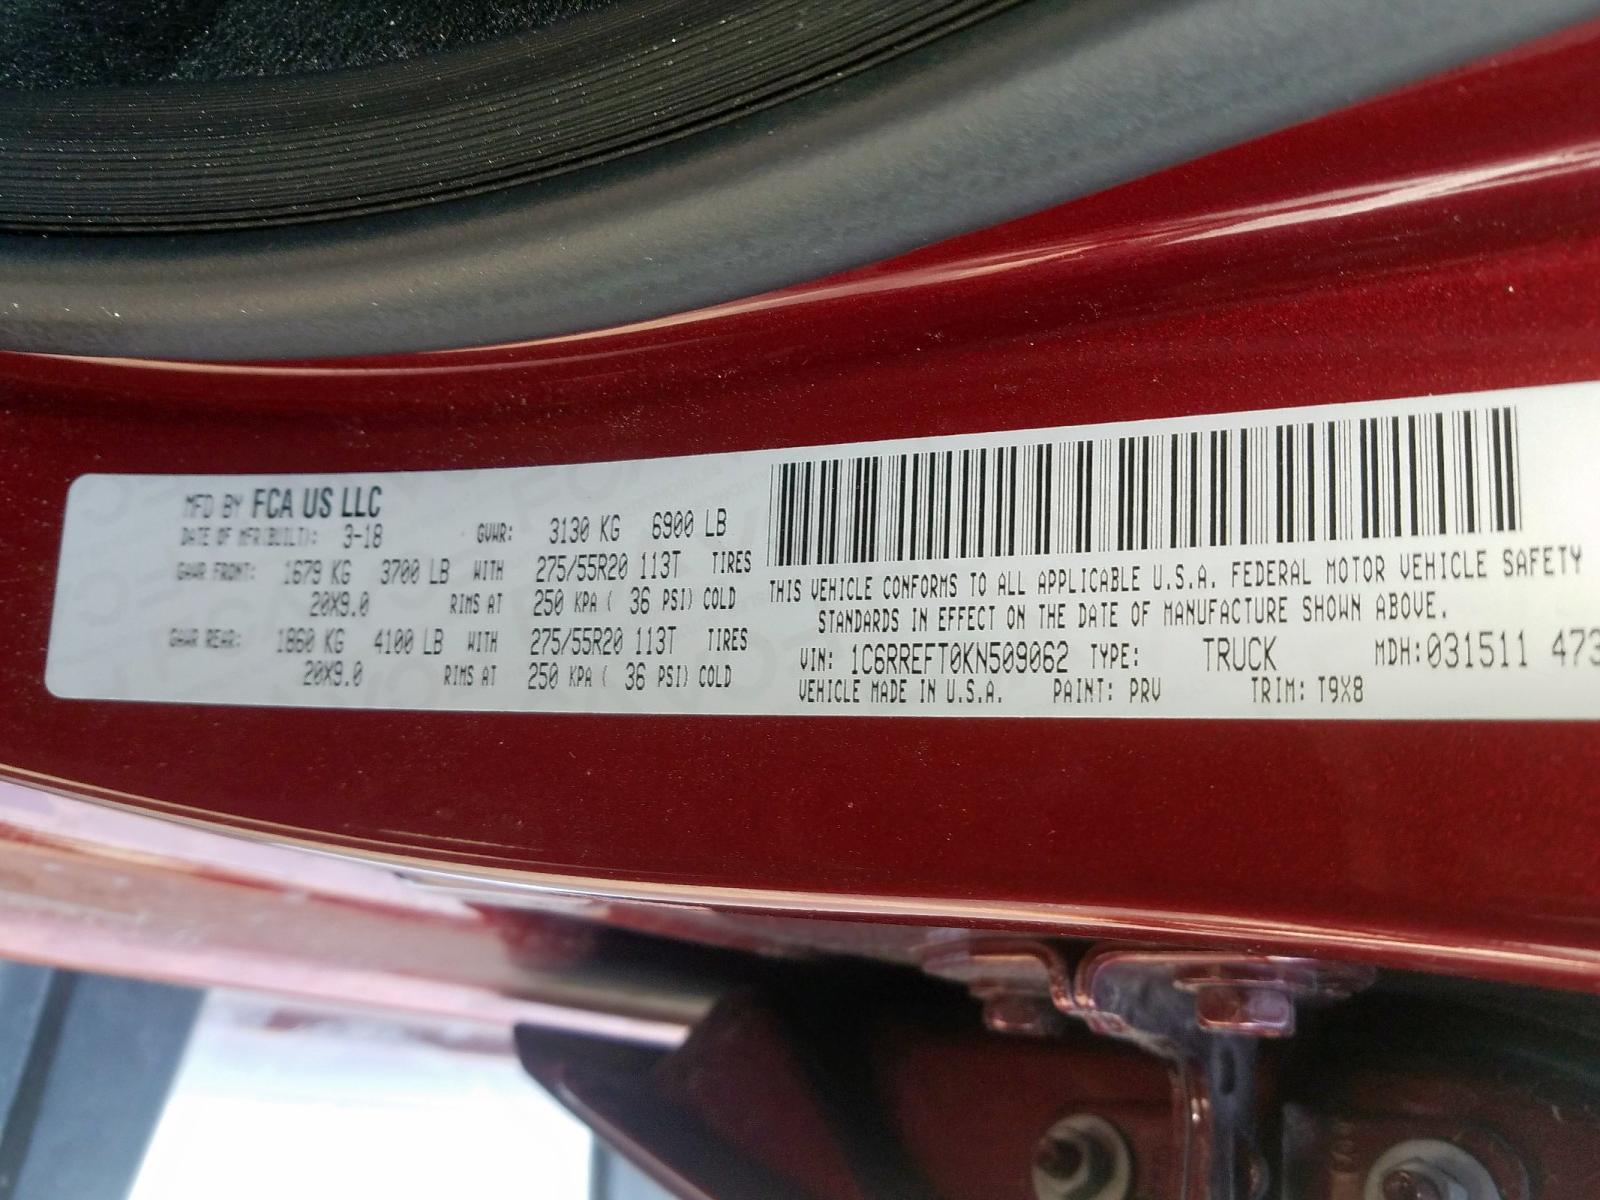 MFD BY FCA US LLC
DATE OF MFR(BUILT): 3-18 GVWR: 3130 KG 6900 LB
GAWR FRONT: 1679 KG 3700 LB WITH 275/55R20 113T TIRES
20X9.0 RIMS AT 250 KPA ( 36 PSI) COLD
GAWR REAR: 1860 KG 4100 LB WITH 275/55R20 113T TIRES
20X9.0 RIMS AT 250 KPA ( 36 PSI) COLD
THIS VEHICLE CONFORMS TO ALL APPLICABLE U.S.A. FEDERAL MOTOR VEHICLE SAFETY
STANDARDS IN EFFECT ON THE DATE OF MANUFACTURE SHOWN ABOVE.
VIN: 1C6RREFT0KN509062 TYPE: TRUCK MDH:031511 473
VEHICLE MADE IN U.S.A. PAINT: PRV TRIM: T9X8